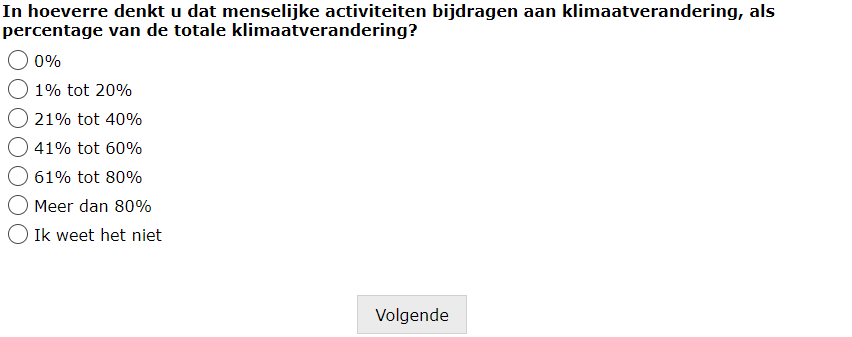 In hoeverre denkt u dat menselijke activiteiten bijdragen aan klimaatverandering, als
percentage van de totale klimaatverandering?
0%
1% tot 20%
21% tot 40%
41% tot 60%
61% tot 80%
Meer dan 80%
Ik weet het niet
Volgende